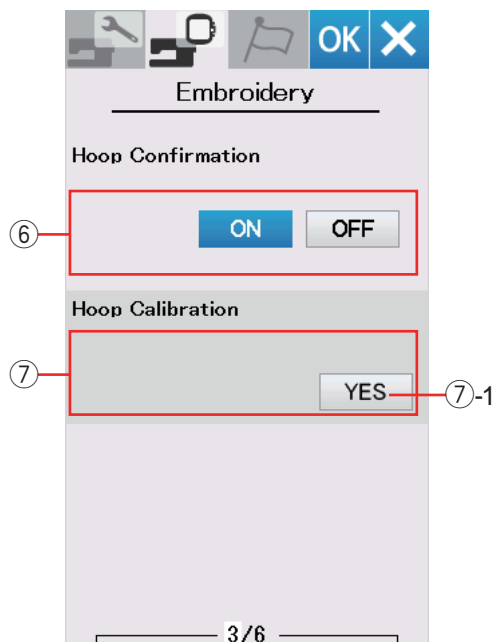 OK X
Embroidery
Hoop Confirmation
⑥ ON OFF
Hoop Calibration
⑦ YES ⑦-1
3/6